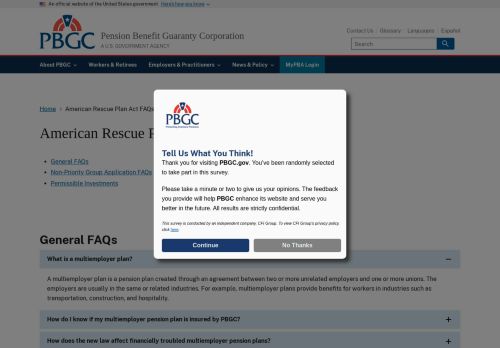 An official website of the United States government Here's how you know
PBGC
Pension Benefit Guaranty Corporation
A U.S. GOVERNMENT AGENCY
Contact Us Glossary Languages Español
Search
About PBGC Workers & Retirees Employers & Practitioners News & Policy MyPBA Login
Home American Rescue Plan Act FAQs
American Rescue P
General FAQs
Non-Priority Group Application FAQs
Permissible Investments
PBGC
Protecting America's Pensions
Tell Us What You Think!
Thank you for visiting PBGC.gov. You've been randomly selected
to take part in this survey.
Please take a minute or two to give us your opinions. The feedback
you provide will help PBGC enhance its website and serve you
better in the future. All results are strictly confidential.
This survey is conducted by an independent company, CFI Group. To view CFI Group's privacy policy
click here.
Continue No Thanks
General FAQs
What is a multiemployer plan?
A multiemployer plan is a pension plan created through an agreement between two or more unrelated employers and one or more unions. The
employers are usually in the same or related industries. For example, multiemployer plans provide benefits for workers in industries such as
transportation, construction, and hospitality.
How do I know if my multiemployer pension plan is insured by PBGC?
How does the new law affect financially troubled multiemployer pension plans?